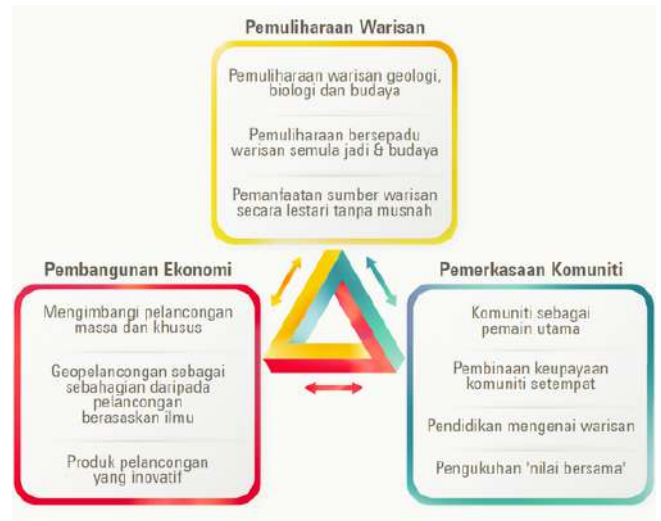 Pemuliharaan Warisan
Pemuliharaan warisan geologi,
biologi dan budaya
Pemuliharaan bersepadu
warisan semula jadi & budaya
Pemanfaatan sumber warisan
secara lestari tanpa musnah
Pembangunan Ekonomi
Mengimbangi pelancongan
massa dan khusus
Geopelancongan sebagai
sebahagian daripada
pelancongan
berasaskan ilmu
Produk pelancongan
yang inovatif
Pemerkasaan Komuniti
Komuniti sebagai
pemain utama
Pembinaan keupayaan
komuniti setempat
Pendidikan mengenai warisan
Pengukuhan 'nilai bersama'